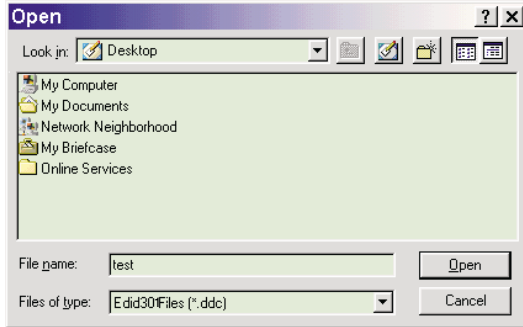 Open
Look in: Desktop
My Computer
My Documents
Network Neighborhood
My Briefcase
Online Services
File name: test Open
Files of type: Edid301Files (*.ddc) Cancel